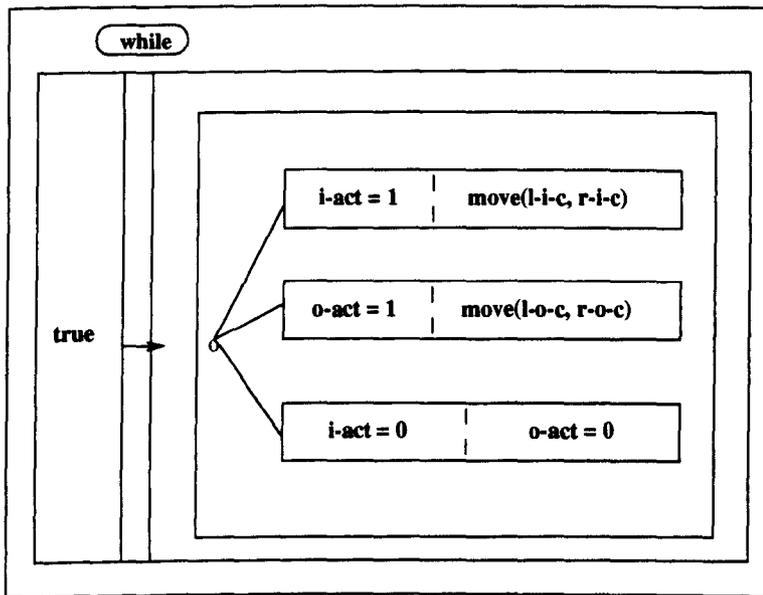 while
i-act = 1 move(l-i-c, r-i-c)
o-act = 1 move(l-o-c, r-o-c)
true
i-act = 0 o-act = 0